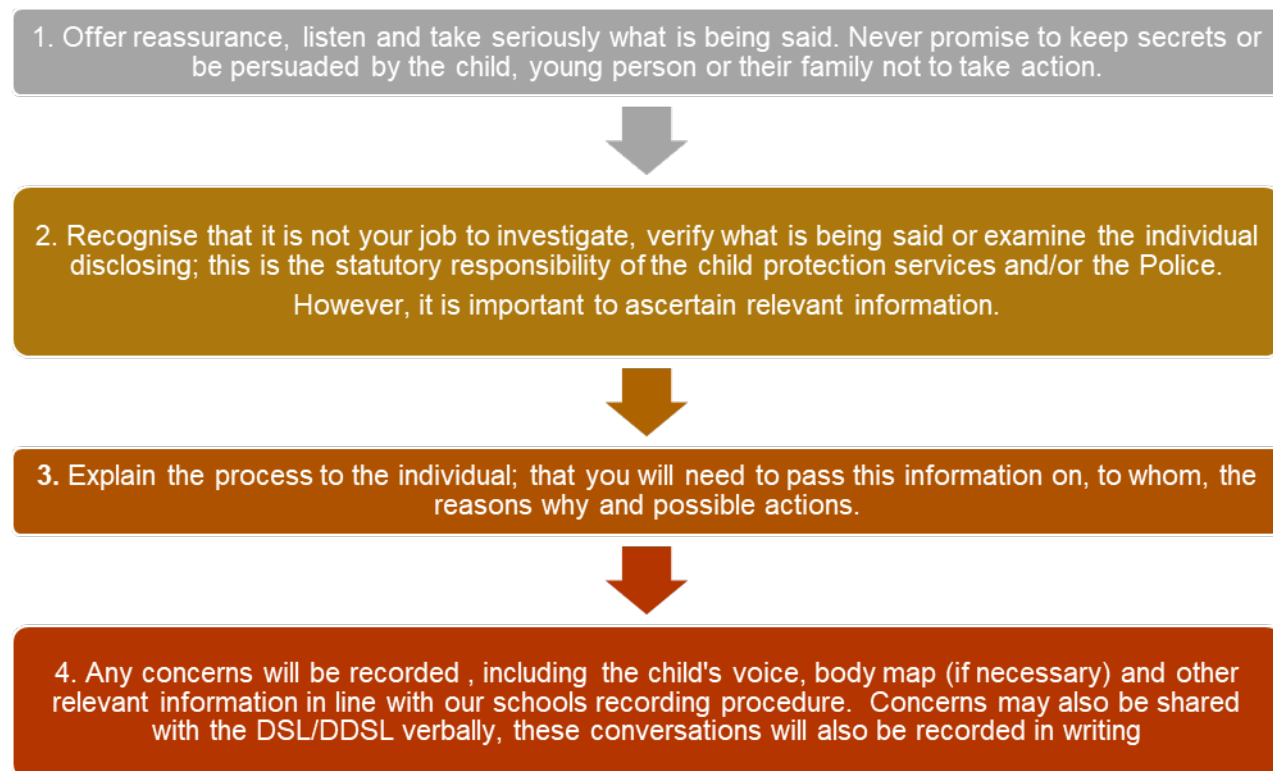 1. Offer reassurance, listen and take seriously what is being said. Never promise to keep secrets or
be persuaded by the child, young person or their family not to take action.
2. Recognise that it is not your job to investigate, verify what is being said or examine the individual
disclosing; this is the statutory responsibility of the child protection services and/or the Police.
However, it is important to ascertain relevant information.
3. Explain the process to the individual; that you will need to pass this information on, to whom, the
reasons why and possible actions.
4. Any concerns will be recorded , including the child's voice, body map (if necessary) and other
relevant information in line with our schools recording procedure. Concerns may also be shared
with the DSL/DDSL verbally, these conversations will also be recorded in writing